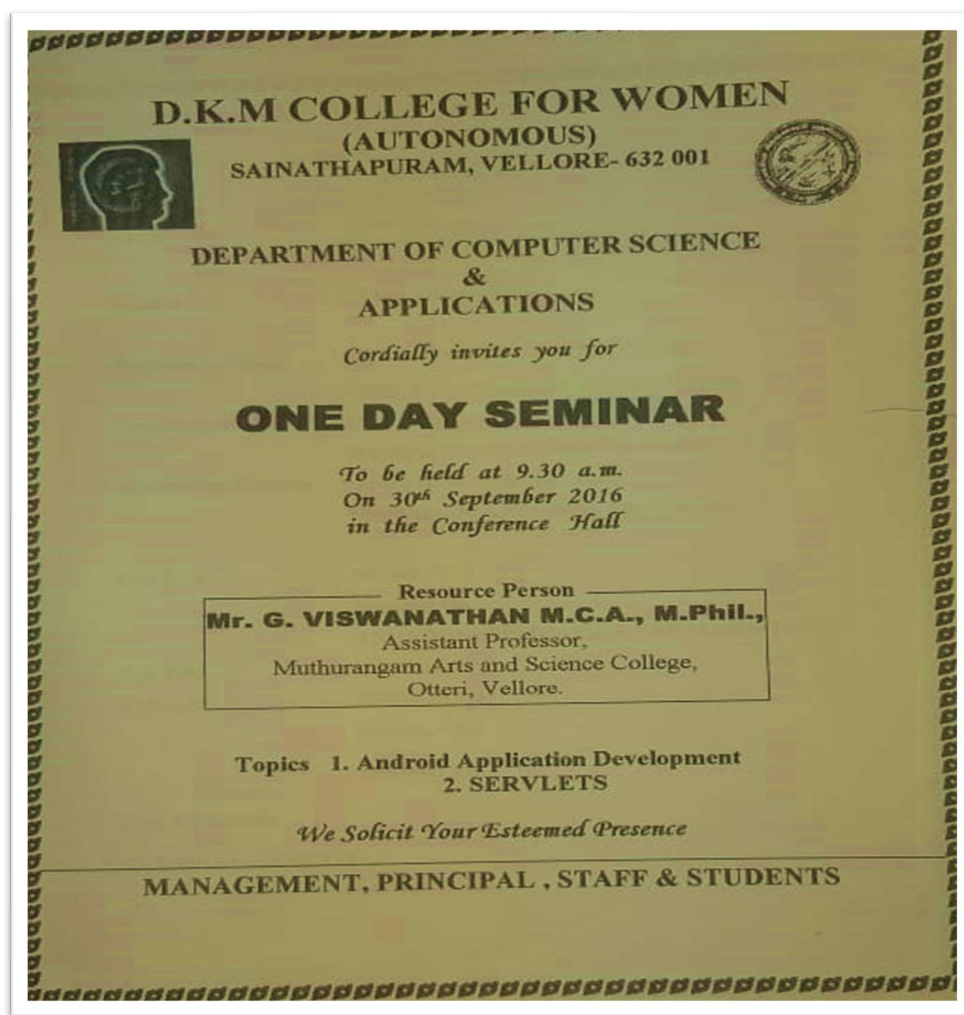 D.K.M COLLEGE FOR WOMEN
(AUTONOMOUS)
SAINATHAPURAM, VELLORE- 632 001
DEPARTMENT OF COMPUTER SCIENCE
&
APPLICATIONS
Cordially invites you for
ONE DAY SEMINAR
To be held at 9.30 a.m.
On 30th September 2016
in the Conference Hall
Resource Person
Mr. G. VISWANATHAN M.C.A., M.Phil.,
Assistant Professor,
Muthurangam Arts and Science College,
Otteri, Vellore.
Topics 1. Android Application Development
2. SERVLETS
We Solicit Your Esteemed Presence
MANAGEMENT, PRINCIPAL , STAFF & STUDENTS